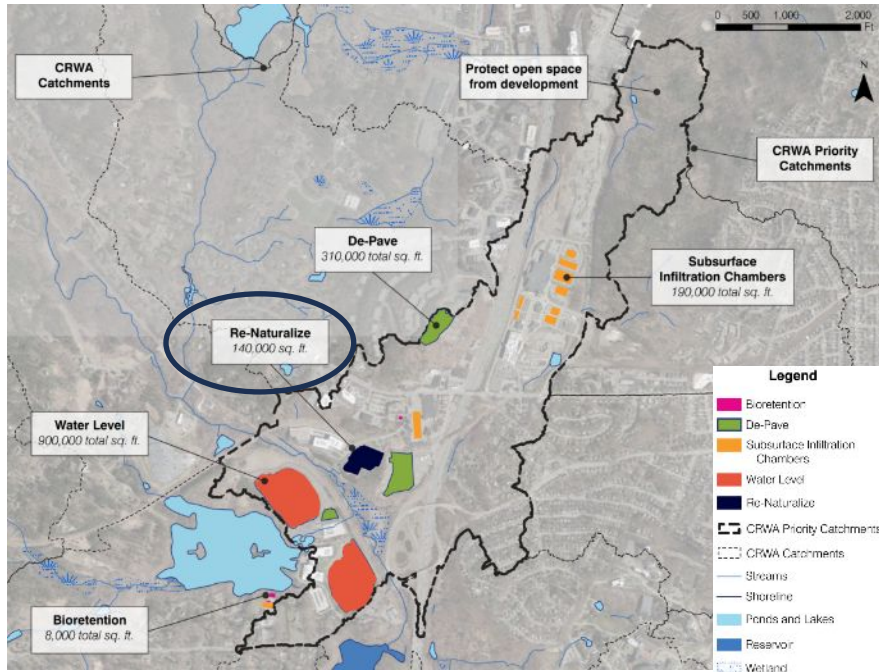 0 500 1,000 2,000
Ft
N
CRWA
Catchments
Protect open space
from development
CRWA Priority
Catchments
De-Pave
310,000 total sq. ft.
Subsurface
Infiltration Chambers
190,000 total sq. ft.
Re-Naturalize
140,000 sq. ft.
Water Level
900,000 total sq. ft.
Bioretention
8,000 total sq. ft.
Legend
Bioretention
De-Pave
Subsurface Infiltration
Chambers
Water Level
Re-Naturalize
CRWA Priority Catchments
CRWA Catchments
Streams
Shoreline
Ponds and Lakes
Reservoir
Wetland